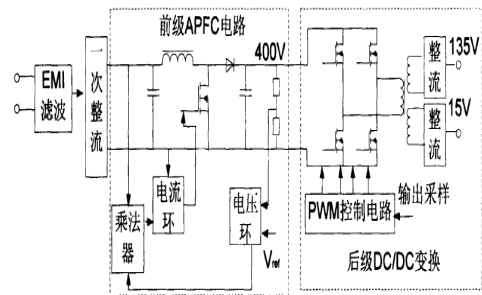 前级APFC电路
EMI
滤波
一次整流
400V
整流
135V
整流
15V
乘法器
电流环
电压环
Vref
PWM控制电路
输出采样
后级DC/DC变换